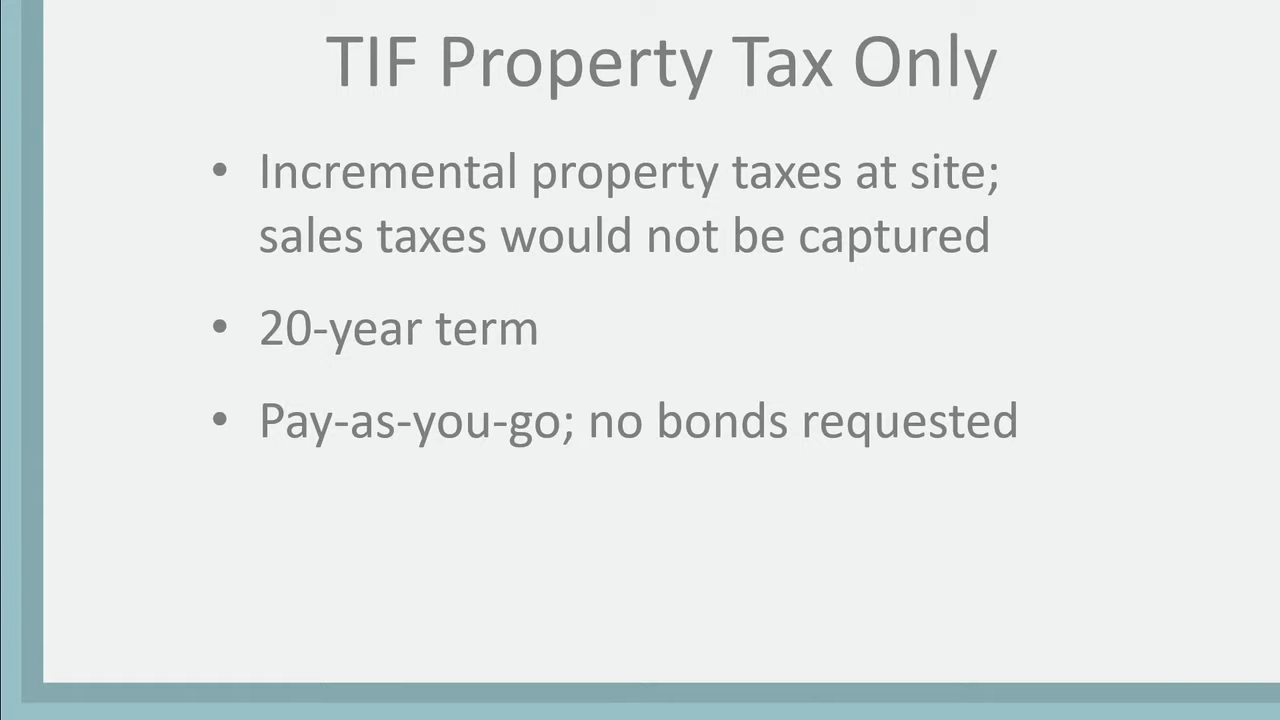 TIF Property Tax Only
• Incremental property taxes at site;
sales taxes would not be captured
• 20-year term
• Pay-as-you-go; no bonds requested